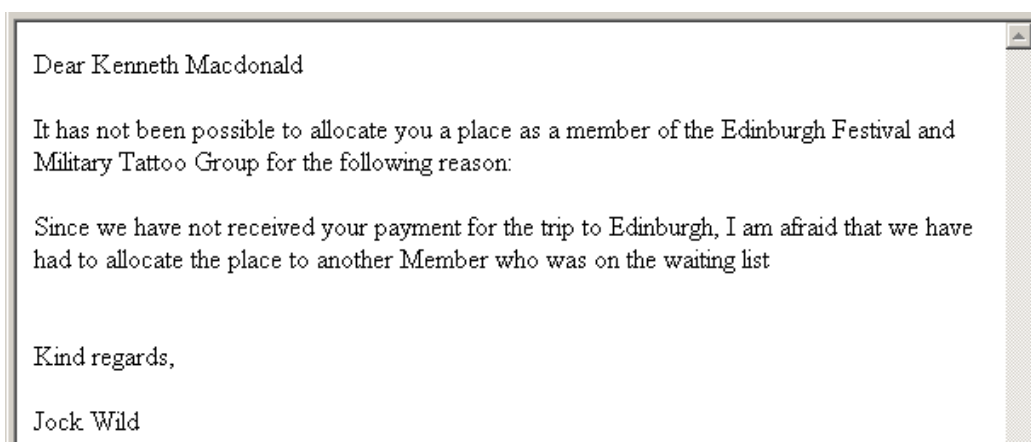 Dear Kenneth Macdonald
It has not been possible to allocate you a place as a member of the Edinburgh Festival and
Military Tattoo Group for the following reason:
Since we have not received your payment for the trip to Edinburgh, I am afraid that we have
had to allocate the place to another Member who was on the waiting list
Kind regards,
Jock Wild